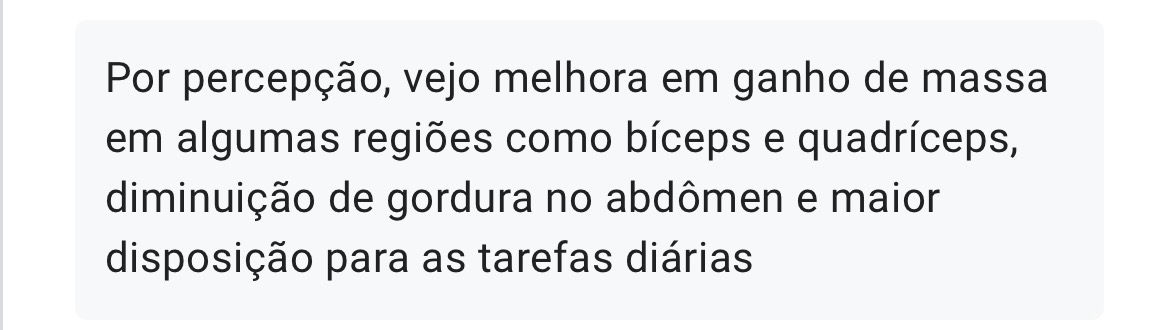 Por percepção, vejo melhora em ganho de massa
em algumas regiões como bíceps e quadríceps,
diminuição de gordura no abdômen e maior
disposição para as tarefas diárias